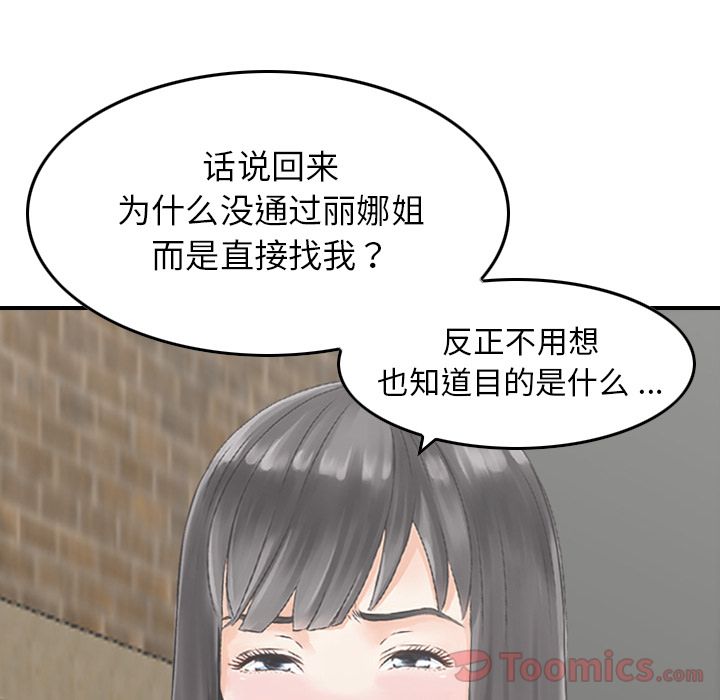 话说回来
为什么没通过丽娜姐
而是直接找我？
反正不用想
也知道目的是什么 ...
Toomics.com